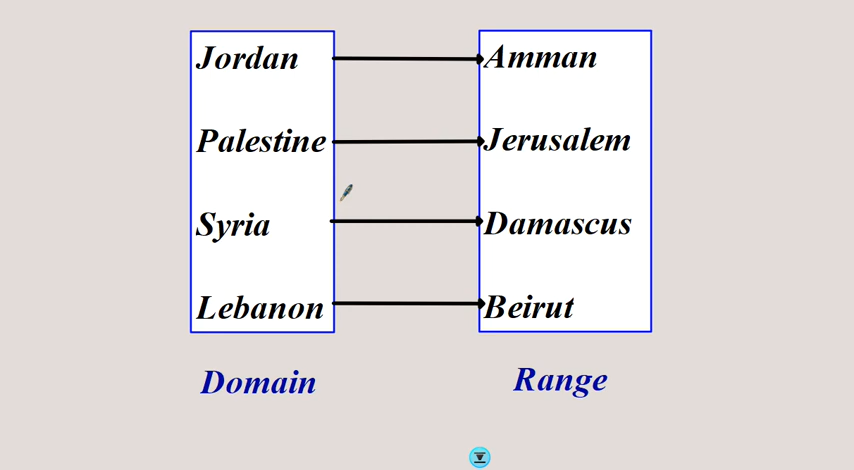 Jordan Amman
Palestine Jerusalem
Syria Damascus
Lebanon Beirut
Domain Range